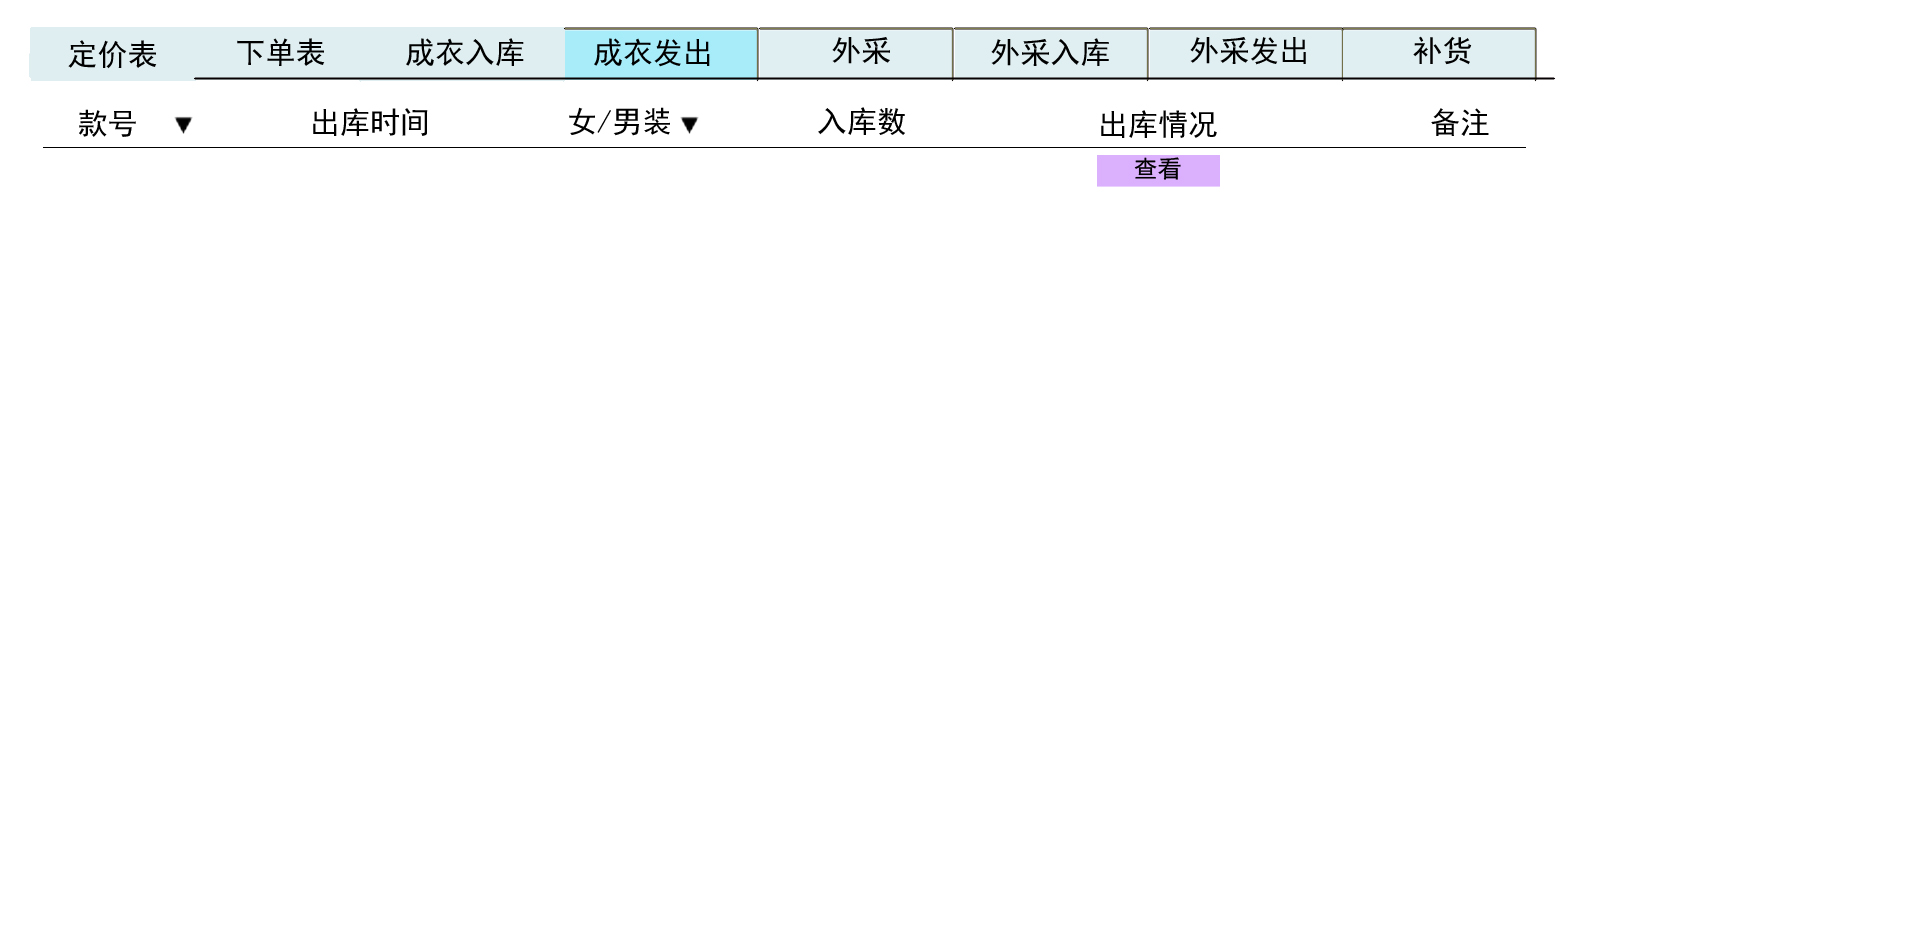 定价表 下单表 成衣入库 成衣发出 外采 外采入库 外采发出 补货
款号 ▼ 出库时间 女/男装 ▼ 入库数 出库情况 备注
查看